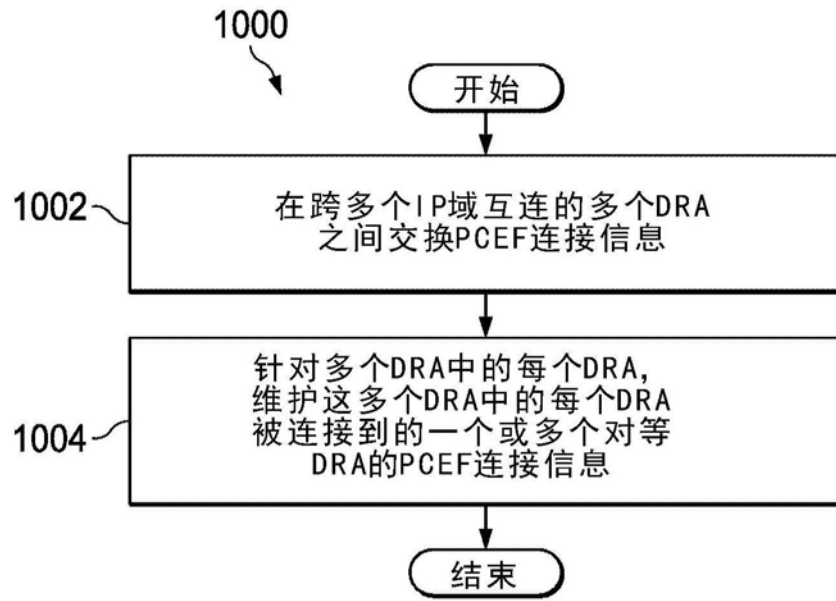 1000
开始
1002
在跨多个IP域互连的多个DRA
之间交换PCEF连接信息
1004
针对多个DRA中的每个DRA,
维护这多个DRA中的每个DRA
被连接到的一个或多个对等
DRA的PCEF连接信息
结束